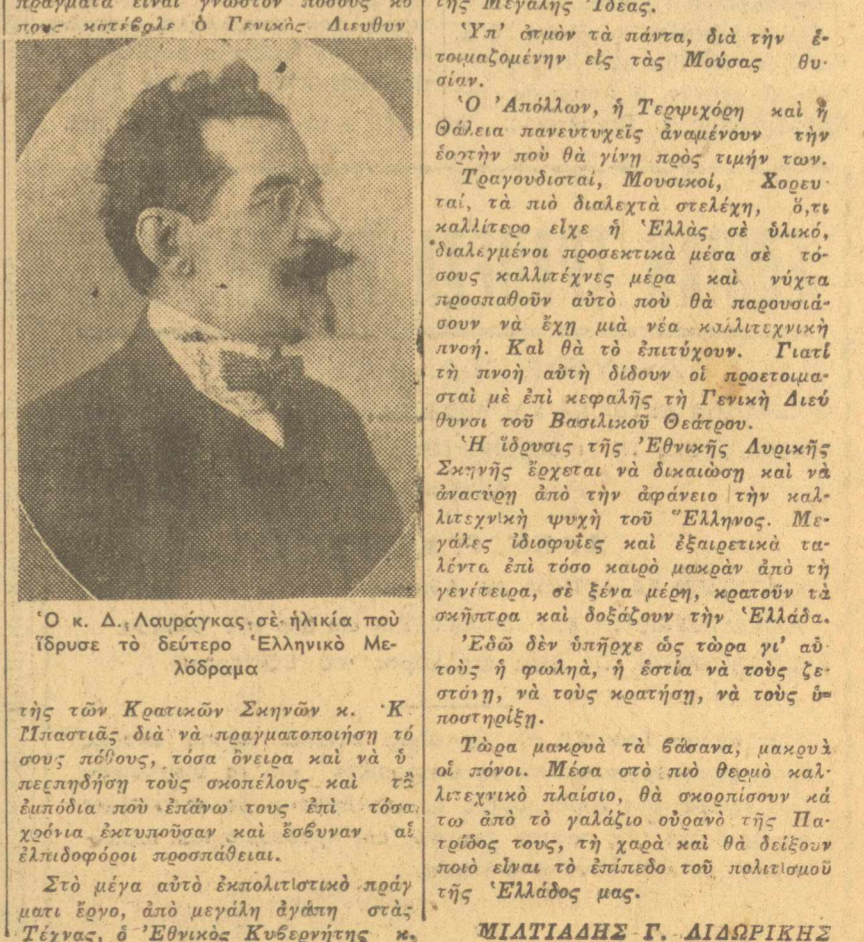 πράγματα εἶναι γνωστὸν πόσους κό
πους κατέβαλε ὁ Γενικὸς Διευθυν
Ὁ κ. Δ. Λαυράγκας σὲ ἡλικία ποὺ
ἵδρυσε τὸ δεύτερο Ἑλληνικὸ Με-
λόδραμα
τὴς τῶν Κρατικῶν Σκηνῶν κ. Κ
Μπαστιᾶς διὰ νὰ πραγματοποιήσῃ τό
σους πόθους, τόσα ὄνειρα καὶ νὰ ὑ
περπηδήσῃ τοὺς σκοπέλους καὶ τὰ
ἐμπόδια ποὺ ἐπάνω τους ἐπὶ τόσα
χρόνια ἐκτυποῦσαν καὶ ἔσβυναν αἱ
ἐλπιδοφόροι προσπάθειαι.
Στὸ μέγα αὐτὸ ἐκπολιτιστικὸ πράγ
ματι ἔργο, ἀπὸ μεγάλη ἀγάπη στὰς
Τέχνας, ὁ Ἐθνικὸς Κυβερνήτης κ.
τῆς Μεγάλης Ἰδέας.
Ὑπ' ἀτμὸν τὰ πάντα, διὰ τὴν ἑ-
τοιμαζομένην εἰς τὰς Μούσας θυ-
σίαν.
Ὁ Ἀπόλλων, ἡ Τερψιχόρη καὶ ἡ
Θάλεια πανευτυχεῖς ἀναμένουν τὴν
ἑορτὴν ποὺ θὰ γίνῃ πρὸς τιμήν των.
Τραγουδισταί, Μουσικοί, Χορευ-
ταί, τὰ πιὸ διαλεχτὰ στελέχη, ὅ,τι
καλλίτερο εἶχε ἡ Ἑλλὰς σὲ ὑλικό,
διαλεγμένοι προσεκτικὰ μέσα σὲ τό-
σους καλλιτέχνες μέρα καὶ νύχτα
προσπαθοῦν αὐτὸ ποὺ θὰ παρουσιά-
σουν νὰ ἔχῃ μιὰ νέα καλλιτεχνικὴ
πνοή. Καὶ θὰ τὸ ἐπιτύχουν. Γιατὶ
τὴ πνοὴ αὐτὴ δίδουν οἱ προετοιμα-
σταὶ μὲ ἐπὶ κεφαλῆς τὴ Γενικὴ Διεύ
θυνσι τοῦ Βασιλικοῦ Θεάτρου.
Ἡ ἵδρυσις τῆς Ἐθνικῆς Λυρικῆς
Σκηνῆς ἔρχεται νὰ δικαιώσῃ καὶ νὰ
ἀνασύρῃ ἀπὸ τὴν ἀφάνειο τὴν καλ-
λιτεχνικὴ ψυχὴ τοῦ Ἕλληνος. Με-
γάλες ἰδιοφυΐες καὶ ἐξαιρετικὰ τα-
λέντα ἐπὶ τόσο καιρὸ μακρὰν ἀπὸ τὴ
γενέτειρα, σὲ ξένα μέρη, κρατοῦν τὰ
σκῆπτρα καὶ δοξάζουν τὴν Ἑλλάδα.
Ἐδῶ δὲν ὑπῆρχε ὡς τώρα γι' αὐ
τοὺς ἡ φωληά, ἡ ἑστία νὰ τοὺς ζε-
στάνῃ, νὰ τοὺς κρατήσῃ, νὰ τοὺς ὑ-
ποστηρίξῃ.
Τώρα μακρυὰ τὰ βάσανα, μακρυὰ
οἱ πόνοι. Μέσα στὸ πιὸ θερμὸ καλ-
λιτεχνικὸ πλαίσιο, θὰ σκορπίσουν κά
τω ἀπὸ τὸ γαλάζιο οὐρανὸ τῆς Πα-
τρίδος τους, τὴ χαρὰ καὶ θὰ δείξουν
ποιὸ εἶναι τὸ ἐπίπεδο τοῦ πολιτισμοῦ
τῆς Ἑλλάδος μας.
ΜΙΛΤΙΑΔΗΣ Γ. ΛΙΔΩΡΙΚΗΣ